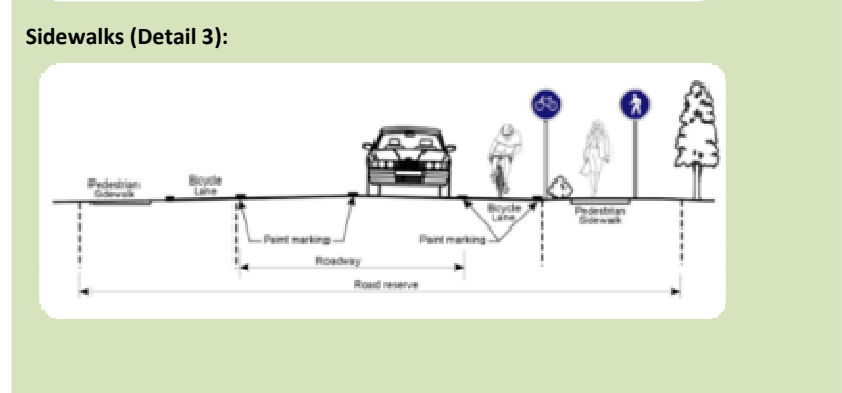 Sidewalks (Detail 3):
Pedestrian
Sidewalk
Bicycle
Lane
Bicycle
Lane
Pedestrian
Sidewalk
Paint marking
Paint marking
Roadway
Road reserve